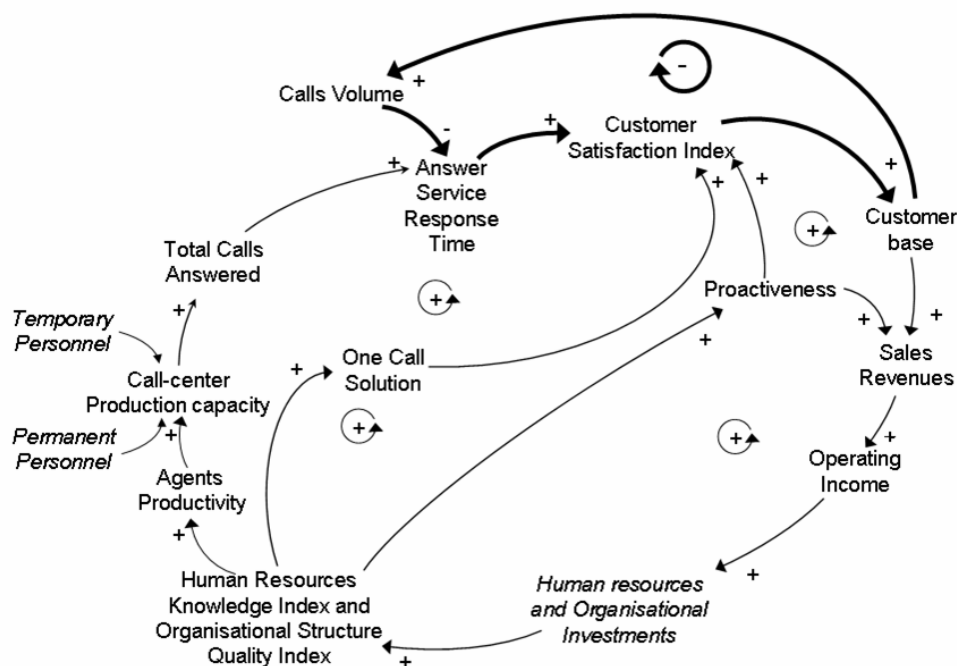 +
-
Calls Volume
-
+
Customer
Satisfaction Index
+
Answer
Service
Response
Time
+
+
+
Customer
base
+
Total Calls
Answered
+
+
Proactiveness
+
+
+
Temporary
Personnel
+
One Call
Solution
+
Sales
Revenues
Call-center
Production capacity
+
+
Permanent
Personnel
+
+
Operating
Income
Agents
Productivity
+
Human Resources
Knowledge Index and
Organisational Structure
Quality Index
+
Human resources
and Organisational
Investments
+